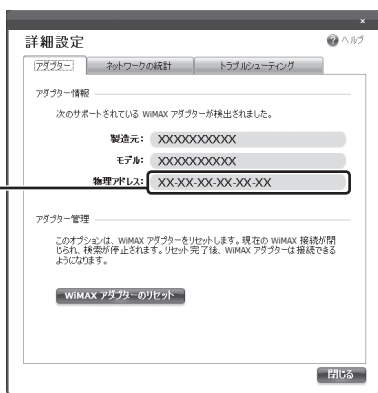 ×
詳細設定
? ヘルプ
アダプター ネットワークの統計 トラブルシューティング
アダプター情報
次のサポートされている WiMAX アダプターが検出されました。
製造元: XXXXXXXXXX
モデル: XXXXXXXXXX
物理アドレス: XX-XX-XX-XX-XX-XX
アダプター管理
このオプションは、WiMAX アダプターをリセットします。現在の WiMAX 接続が閉
じられ、検索が停止されます。リセット完了後、WiMAX アダプターは接続できる
ようになります。
WiMAX アダプターのリセット
閉じる